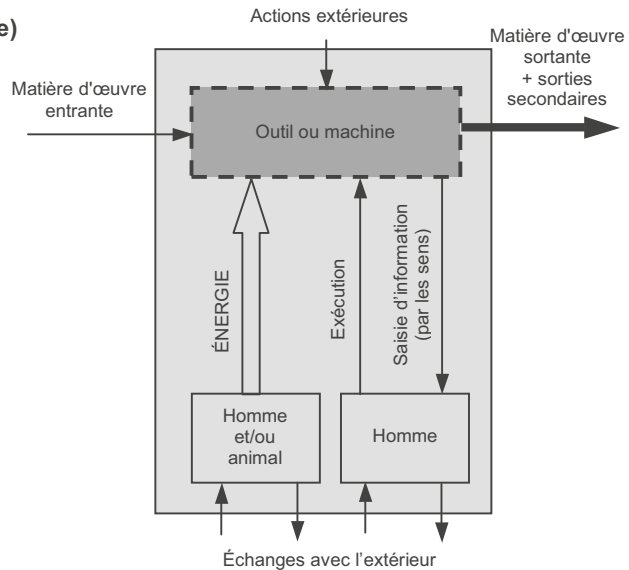 e)
Actions extérieures
Matière d'œuvre
sortante
+ sorties
secondaires
Matière d'œuvre
entrante
Outil ou machine
ÉNERGIE
Exécution
Saisie d’information
(par les sens)
Homme
et/ou
animal
Homme
Échanges avec l’extérieur